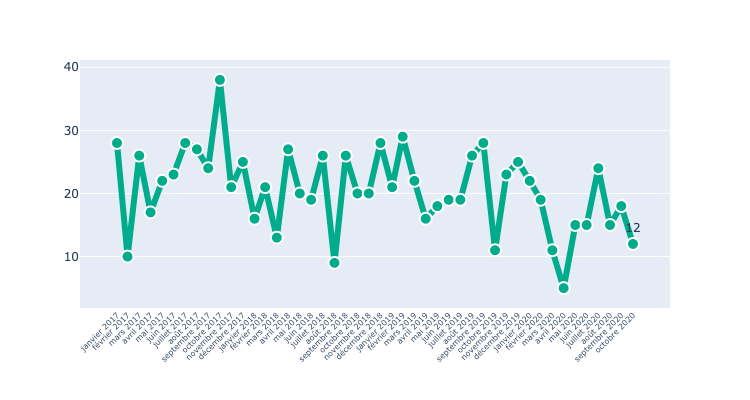 40
30
20
10
12
janvier 2017
février 2017
mars 2017
avril 2017
mai 2017
juin 2017
juillet 2017
août 2017
septembre 2017
octobre 2017
novembre 2017
décembre 2017
janvier 2018
février 2018
mars 2018
avril 2018
mai 2018
juin 2018
juillet 2018
août 2018
septembre 2018
octobre 2018
novembre 2018
décembre 2018
janvier 2019
février 2019
mars 2019
avril 2019
mai 2019
juin 2019
juillet 2019
août 2019
septembre 2019
octobre 2019
novembre 2019
décembre 2019
janvier 2020
février 2020
mars 2020
avril 2020
mai 2020
juin 2020
juillet 2020
août 2020
septembre 2020
octobre 2020